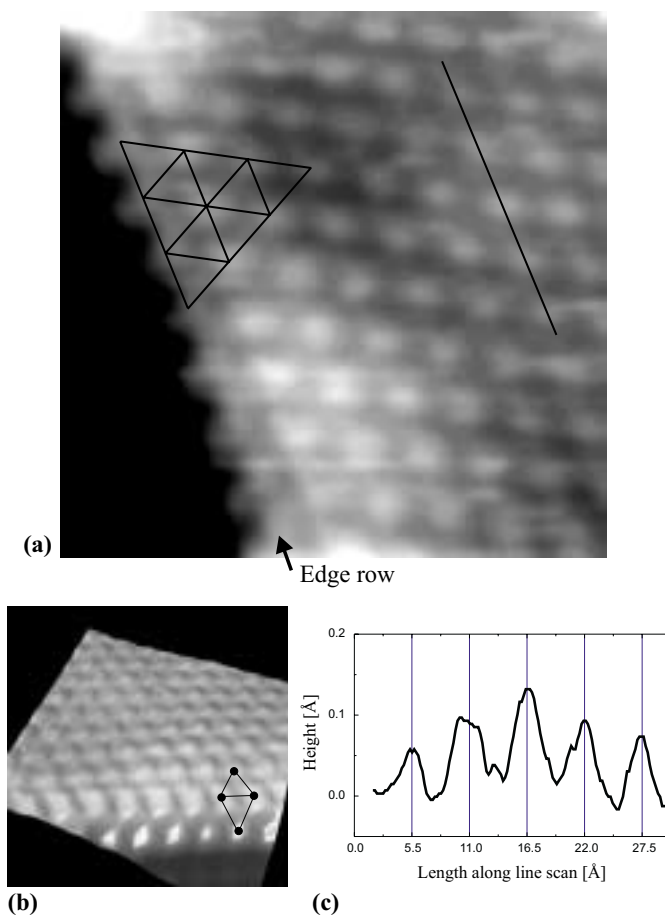 (a)
Edge row
(b)
(c)
Height [Å]
0.2
0.1
0.0
0.0 5.5 11.0 16.5 22.0 27.5
Length along line scan [Å]